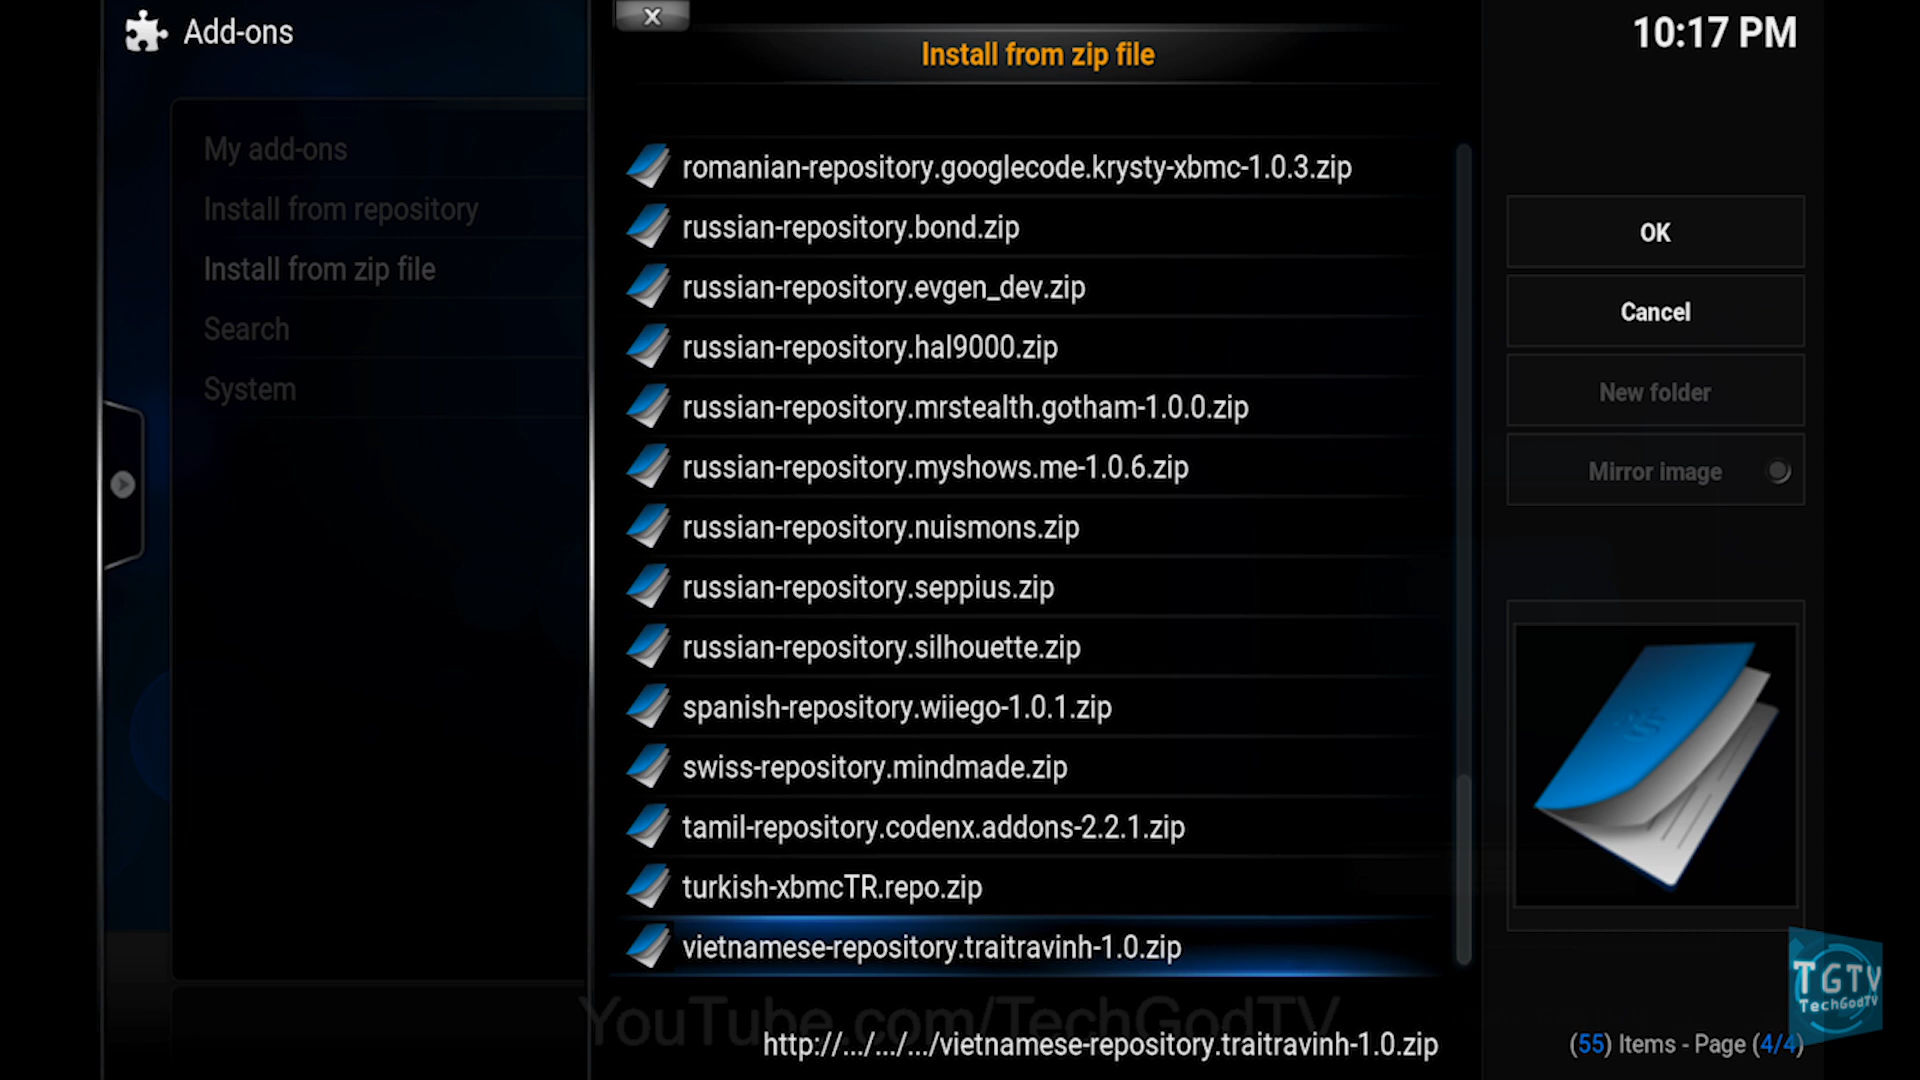 Add-ons
X
Install from zip file
10:17 PM
My add-ons
Install from repository
Install from zip file
Search
System
romanian-repository.googlecode.krysty-xbmc-1.0.3.zip
russian-repository.bond.zip
russian-repository.evgen_dev.zip
russian-repository.hal9000.zip
russian-repository.mrstealth.gotham-1.0.0.zip
russian-repository.myshows.me-1.0.6.zip
russian-repository.nuismons.zip
russian-repository.seppius.zip
russian-repository.silhouette.zip
spanish-repository.wiiego-1.0.1.zip
swiss-repository.mindmade.zip
tamil-repository.codenx.addons-2.2.1.zip
turkish-xbmcTR.repo.zip
vietnamese-repository.traitravinh-1.0.zip
OK
Cancel
New folder
Mirror image
YouTube.com/TechGodTV
http://.../.../.../vietnamese-repository.traitravinh-1.0.zip
TGTV
TechGodTV
(55) Items - Page (4/4)